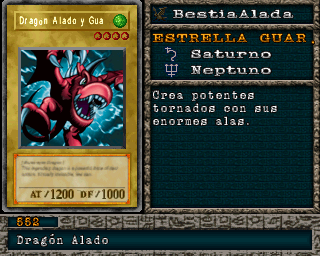 Dragón Alado y Gua
AT/1200 DF/1000
BestiaAlada
ESTRELLA GUAR.
Saturno
Neptuno
Crea potentes
tornados con sus
enormes alas.
552
Dragón Alado